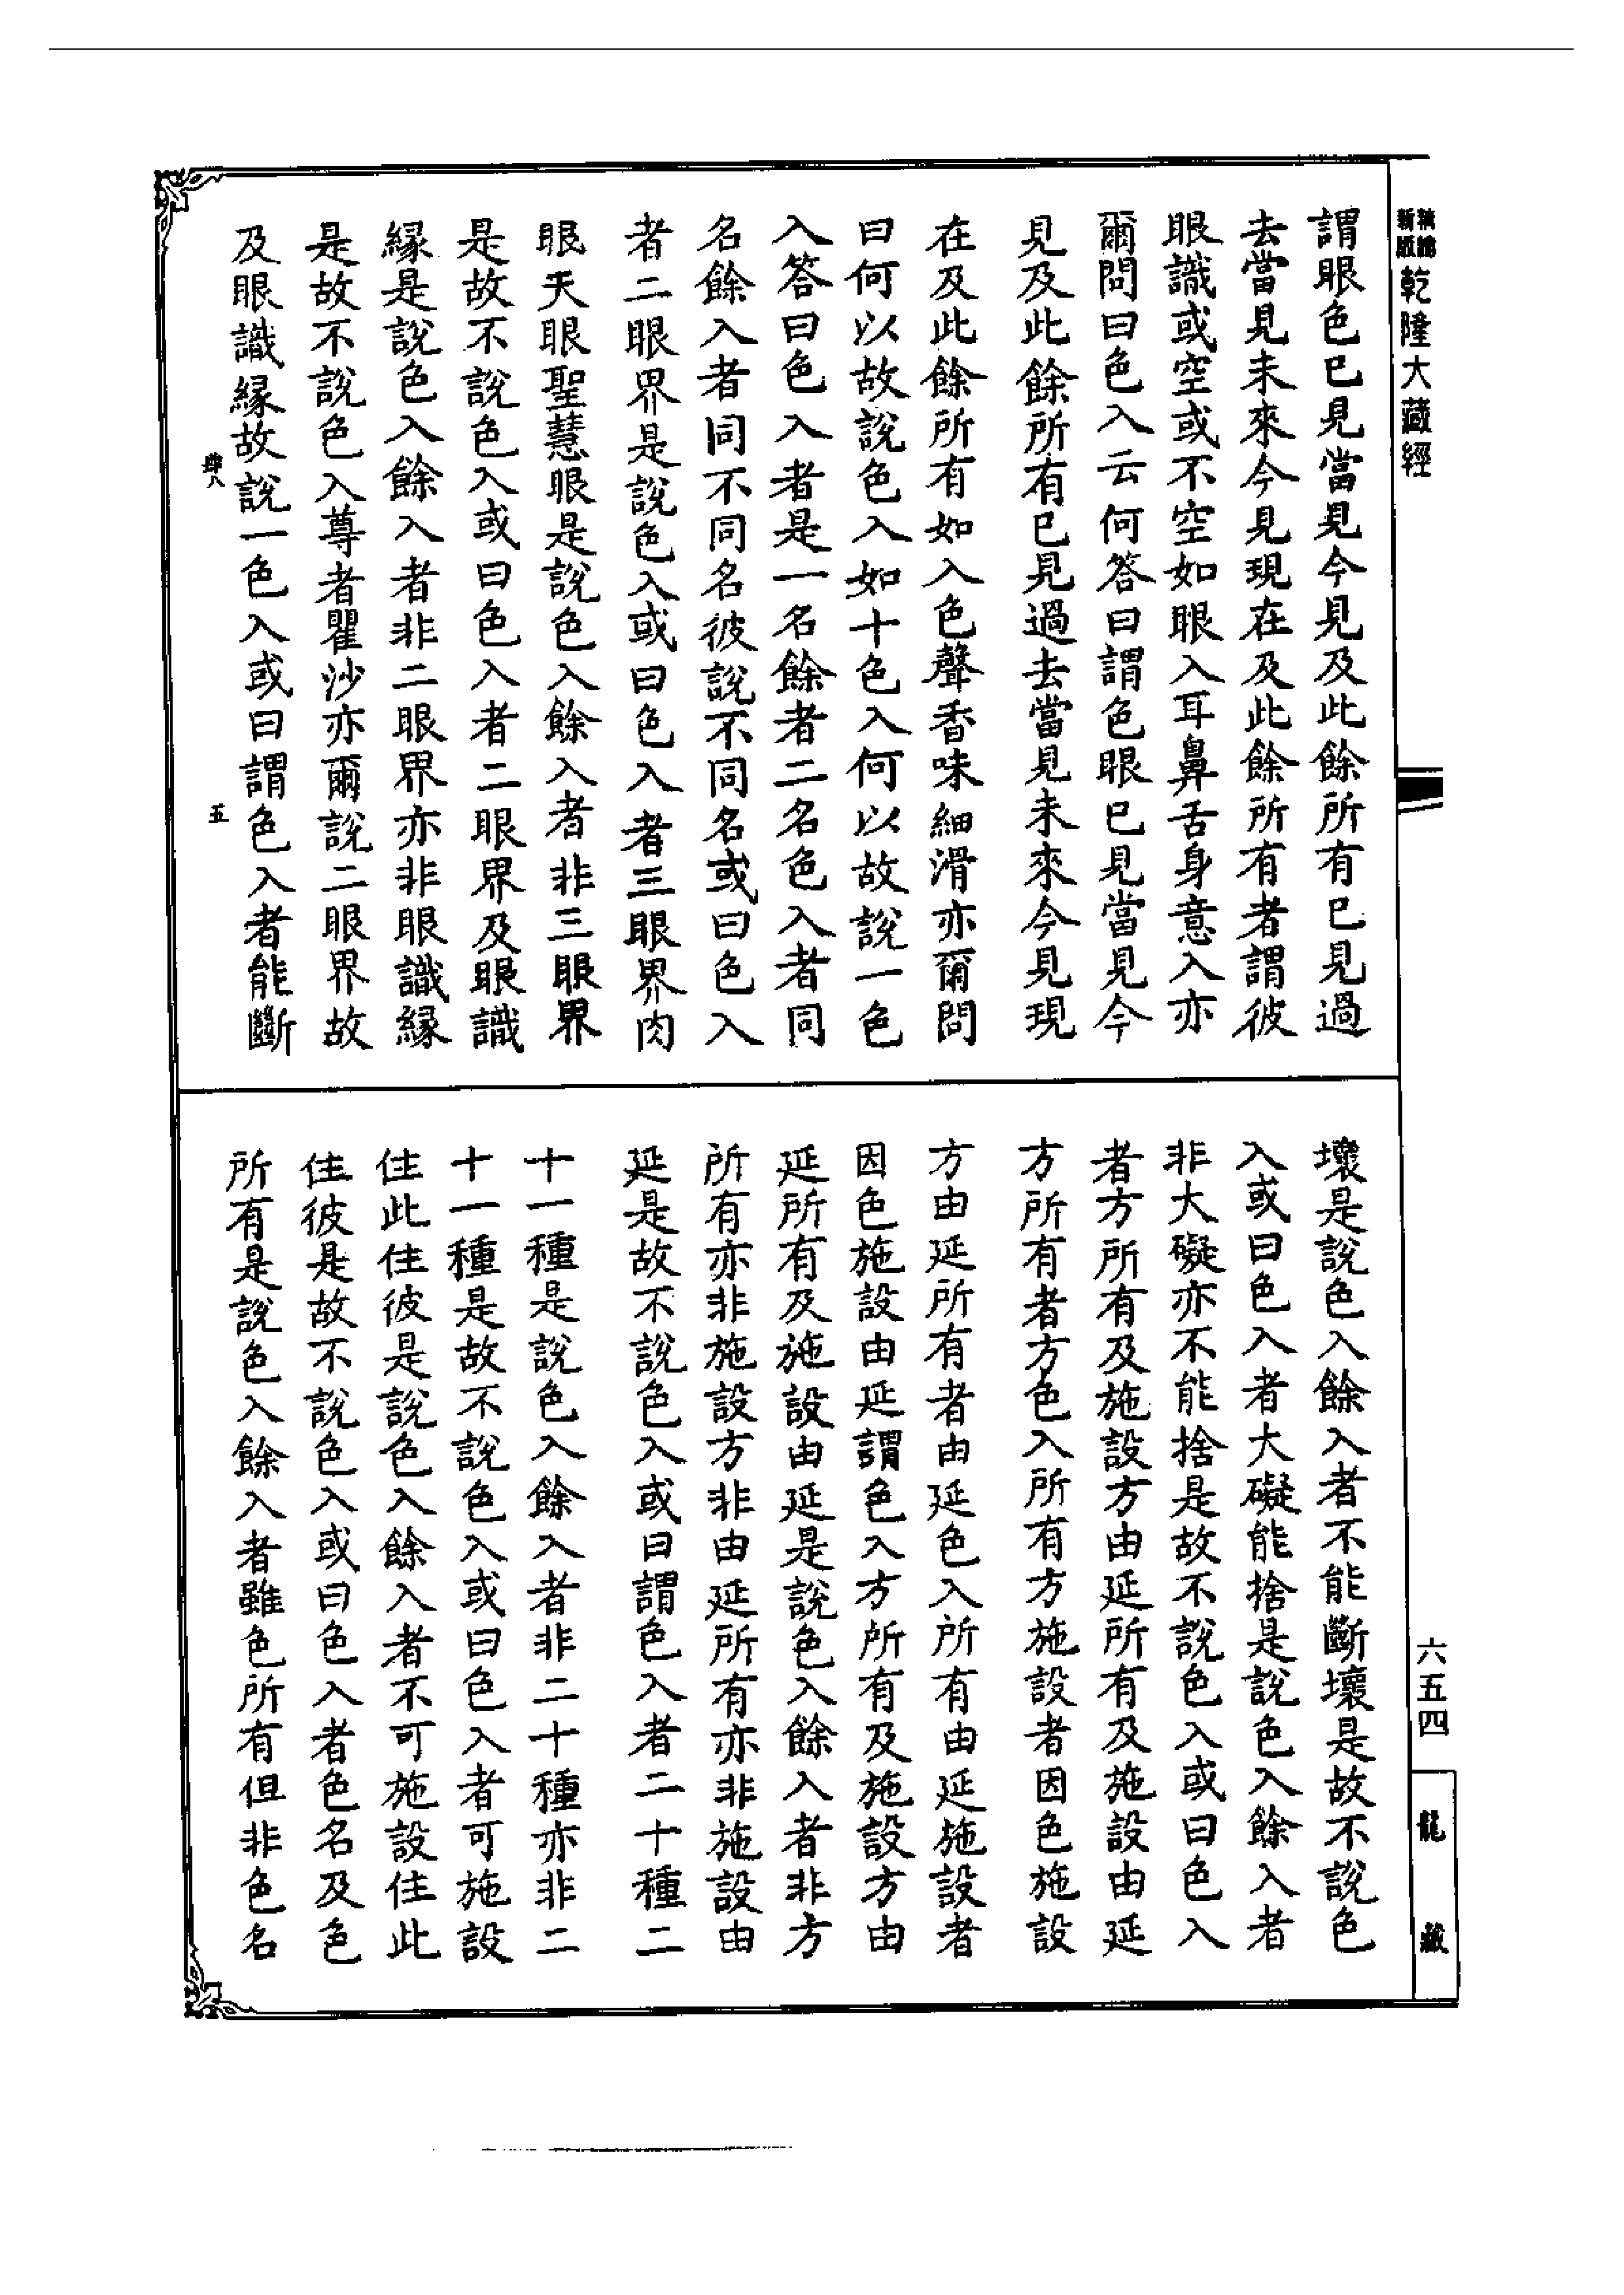 新版
精縮
乾隆大藏經
謂眼色已見當見今見及此餘所有已見過
去當見未來今見現在及此餘所有者謂彼
眼識或空或不空如眼入耳鼻舌身意入亦
爾問曰色入云何答曰謂色眼已見當見今
見及此餘所有已見過去當見未來今見現
在及此餘所有如入色聲香味細滑亦爾問
曰何以故說色入如十色入何以故說一色
入答曰色入者是一名餘者二名色入者同
名餘入者同不同名彼說不同名或曰色入
者二眼界是說色入或曰色入者三眼界肉
眼天眼聖慧眼是說色入餘入者非三眼界
是故不說色入或曰色入者二眼界及眼識
緣是說色入餘入者非二眼界亦非眼識緣
是故不說色入尊者瞿沙亦爾說二眼界故
及眼識緣故說一色入或曰謂色入者能斷
五
壞是說色入餘入者不能斷壞是故不說色
入或曰色入者大礙能捨是說色入餘入者
非大礙亦不能捨是故不說色入或曰色入
者方所有及施設方由延所有及施設由延
方所有者方色入所有方施設者因色施設
方由延所有者由延色入所有由延施設者
因色施設由延謂色入方所有及施設方由
延所有及施設由延是說色入餘入者非方
所有亦非施設方非由延所有亦非施設由
延是故不說色入或曰謂色入者二十種二
十一種是說色入餘入者非二十種亦非二
十一種是故不說色入或曰色入者可施設
住此住彼是說色入餘入者不可施設住此
住彼是故不說色入或曰色入者色名及色
所有是說色入餘入者雖色所有但非色名
六五四
龍藏